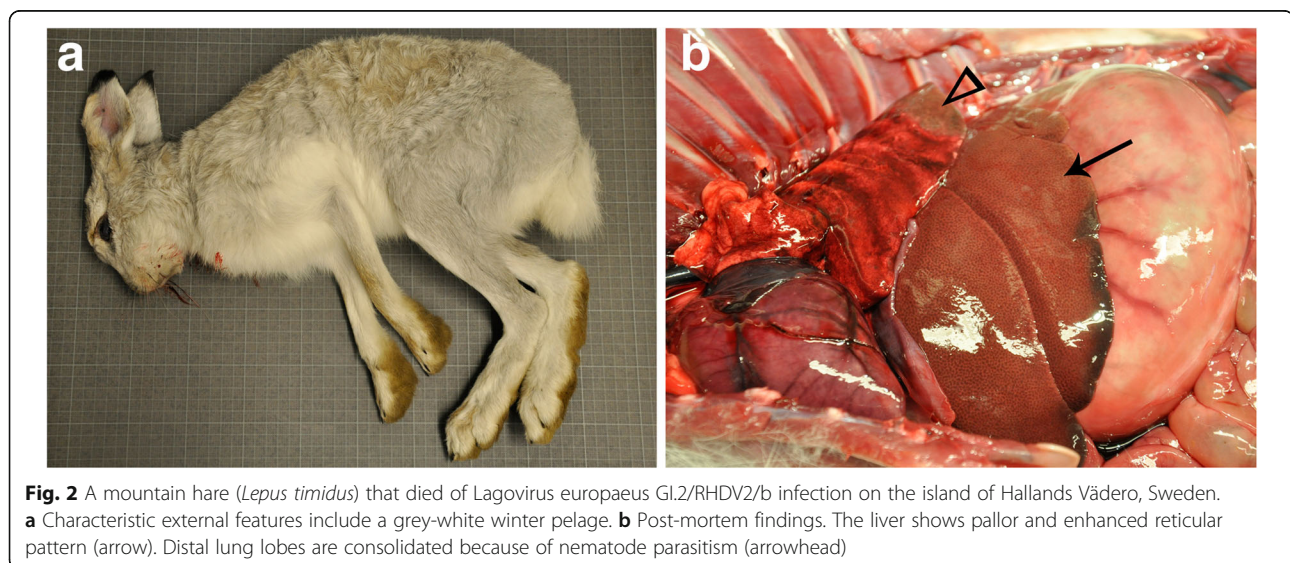 a
b
Fig. 2 A mountain hare (Lepus timidus) that died of Lagovirus europaeus GI.2/RHDV2/b infection on the island of Hallands Vädero, Sweden.
a Characteristic external features include a grey-white winter pelage. b Post-mortem findings. The liver shows pallor and enhanced reticular
pattern (arrow). Distal lung lobes are consolidated because of nematode parasitism (arrowhead)